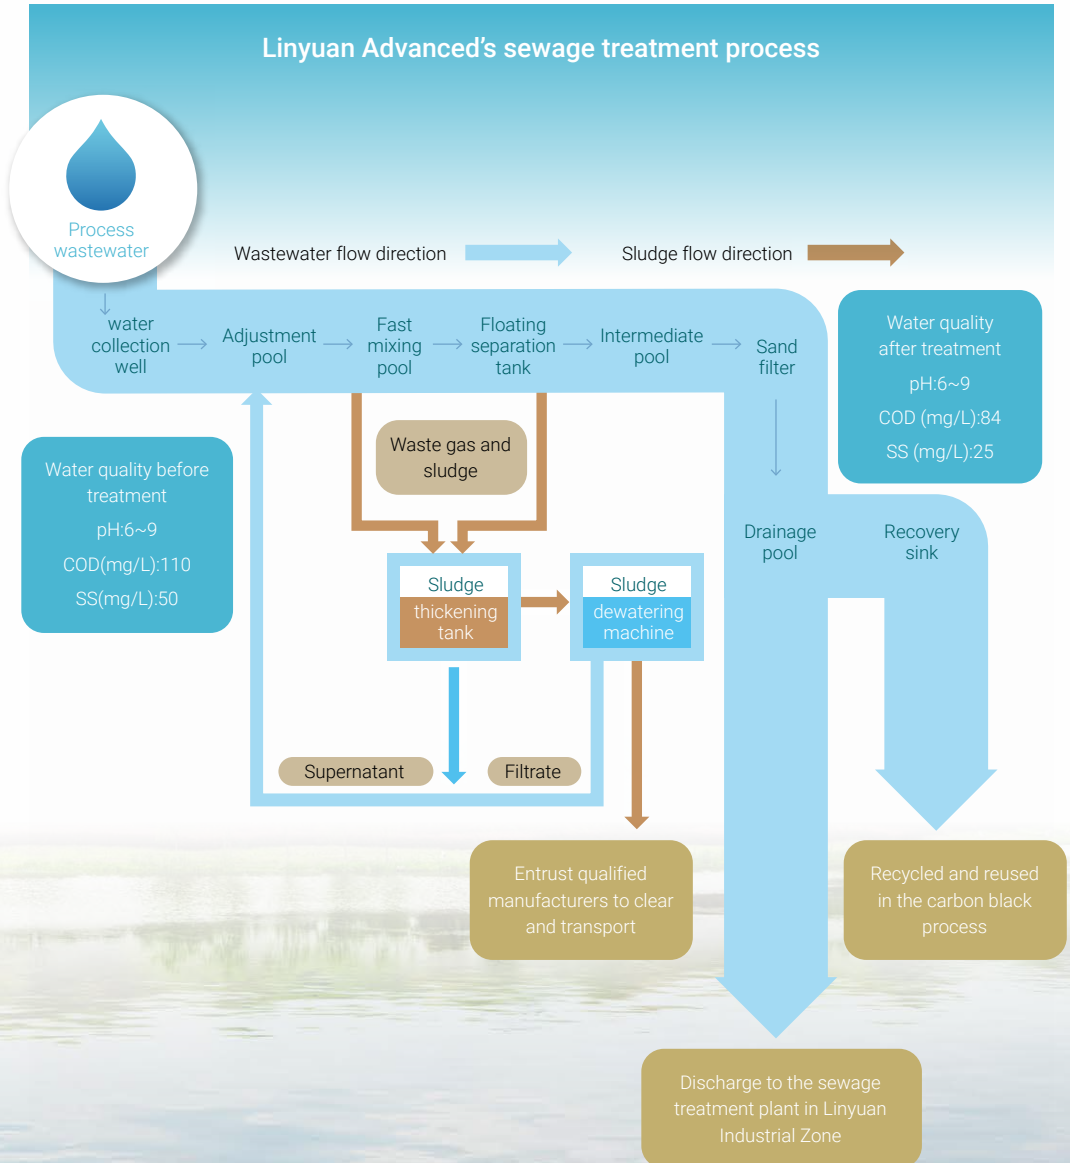 Linyuan Advanced's sewage treatment process
Process
wastewater
Wastewater flow direction
Sludge flow direction
water
collection
well
Adjustment
pool
Fast
mixing
pool
Floating
separation
tank
Intermediate
pool
Sand
filter
Water quality
after treatment
pH:6~9
COD (mg/L):84
SS (mg/L):25
Waste gas and
sludge
Water quality before
treatment
pH:6~9
COD(mg/L):110
SS(mg/L):50
Drainage
pool
Recovery
sink
Sludge
thickening
tank
Sludge
dewatering
machine
Supernatant
Filtrate
Entrust qualified
manufacturers to clear
and transport
Recycled and reused
in the carbon black
process
Discharge to the sewage
treatment plant in Linyuan
Industrial Zone